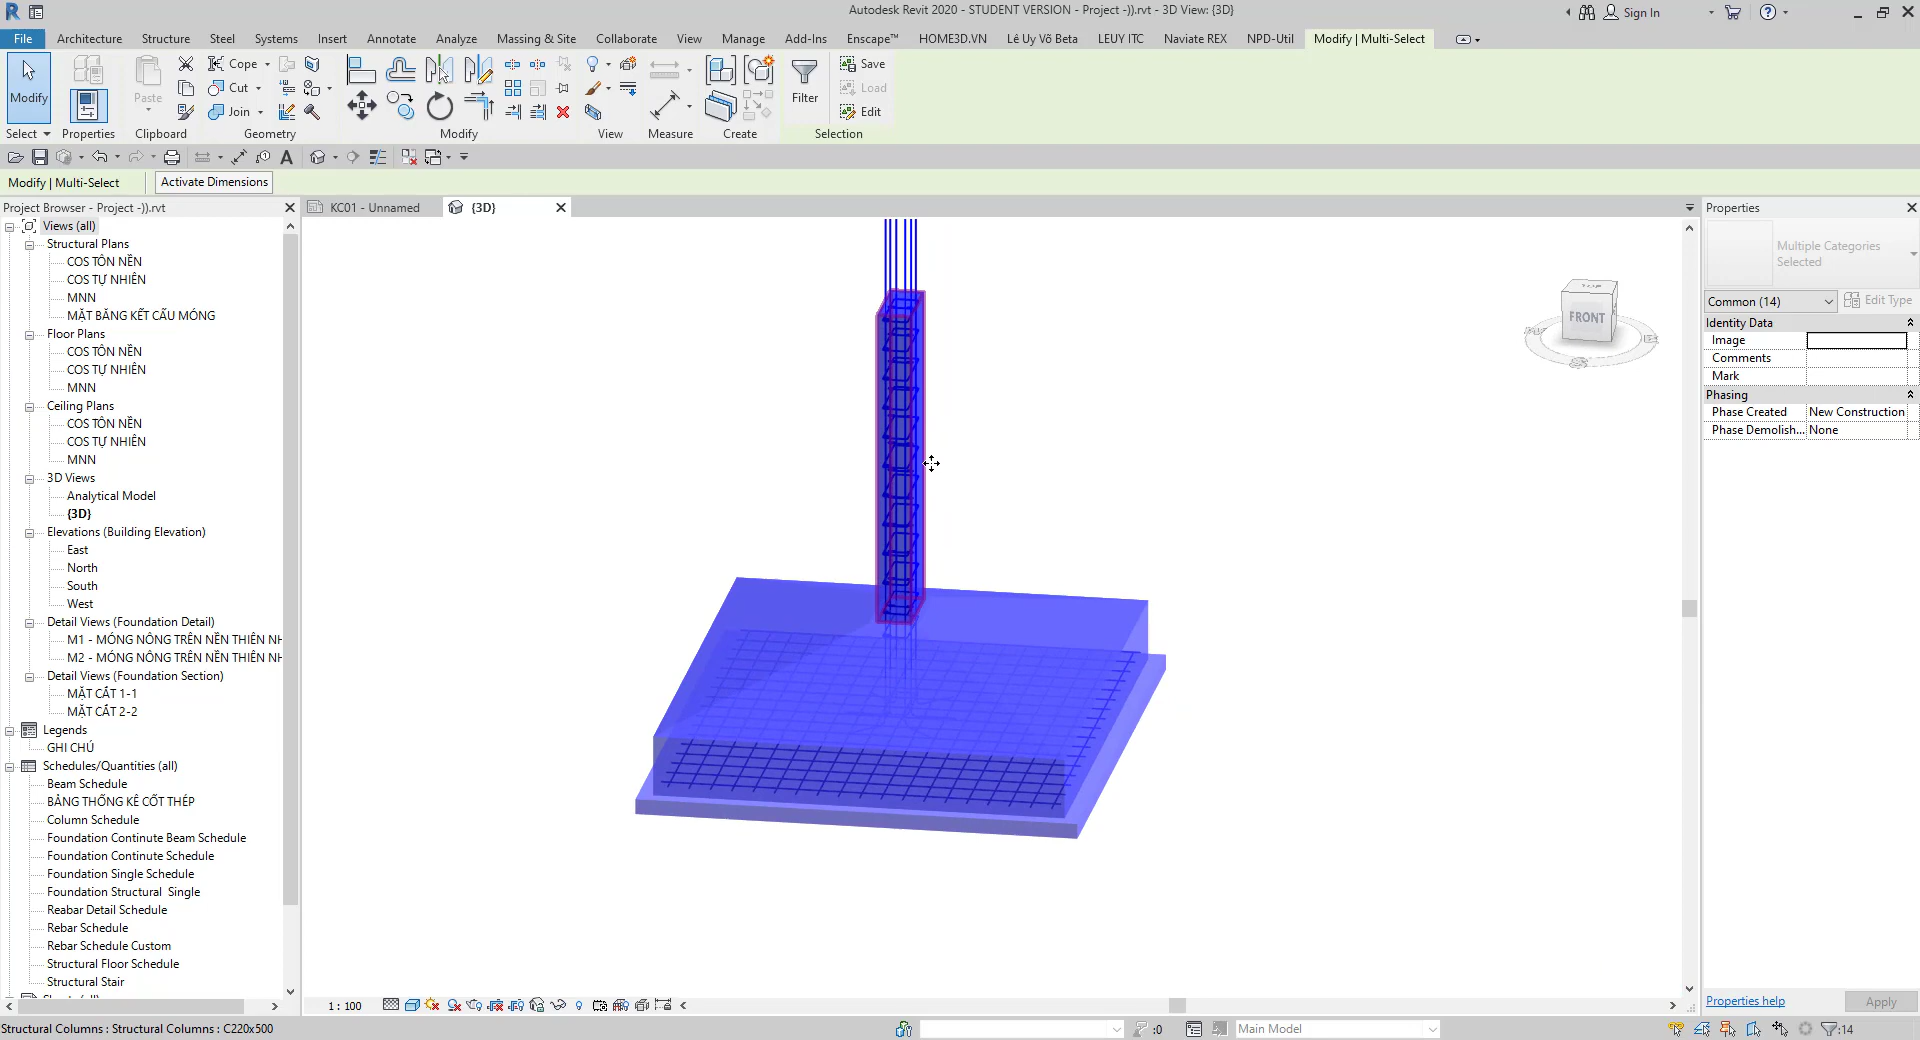 Autodesk Revit 2020 - STUDENT VERSION - Project -)).rvt - 3D View: {3D}
Sign In
File Architecture Structure Steel Systems Insert Annotate Analyze Massing & Site Collaborate View Manage Add-Ins Enscape™ HOME3D.VN Lê Uy Võ Beta LEUY ITC Naviate REX NPD-Util Modify | Multi-Select
Modify
Paste
Cope
Cut
Join
Filter
Save
Load
Edit
Select Properties Clipboard Geometry Modify View Measure Create Selection
Modify | Multi-Select Activate Dimensions
Project Browser - Project -)).rvt
KC01 - Unnamed {3D}
Properties
Views (all)
Structural Plans
COS TÔN NỀN
COS TỰ NHIÊN
MNN
MẶT BẰNG KẾT CẤU MÓNG
Floor Plans
COS TÔN NỀN
COS TỰ NHIÊN
MNN
Ceiling Plans
COS TÔN NỀN
COS TỰ NHIÊN
MNN
3D Views
Analytical Model
{3D}
Elevations (Building Elevation)
East
North
South
West
Detail Views (Foundation Detail)
M1 - MÓNG NÔNG TRÊN NỀN THIÊN NH
M2 - MÓNG NÔNG TRÊN NỀN THIÊN NH
Detail Views (Foundation Section)
MẶT CẮT 1-1
MẶT CẮT 2-2
Legends
GHI CHÚ
Schedules/Quantities (all)
Beam Schedule
BẢNG THỐNG KÊ CỐT THÉP
Column Schedule
Foundation Continute Beam Schedule
Foundation Continute Schedule
Foundation Single Schedule
Foundation Structural Single
Reabar Detail Schedule
Rebar Schedule
Rebar Schedule Custom
Structural Floor Schedule
Structural Stair
TOP
FRONT
Multiple Categories
Selected
Common (14) Edit Type
Identity Data
Image
Comments
Mark
Phasing
Phase Created New Construction
Phase Demolish... None
Properties help Apply
1 : 100
Structural Columns : Structural Columns : C220x500
:0
Main Model
:14